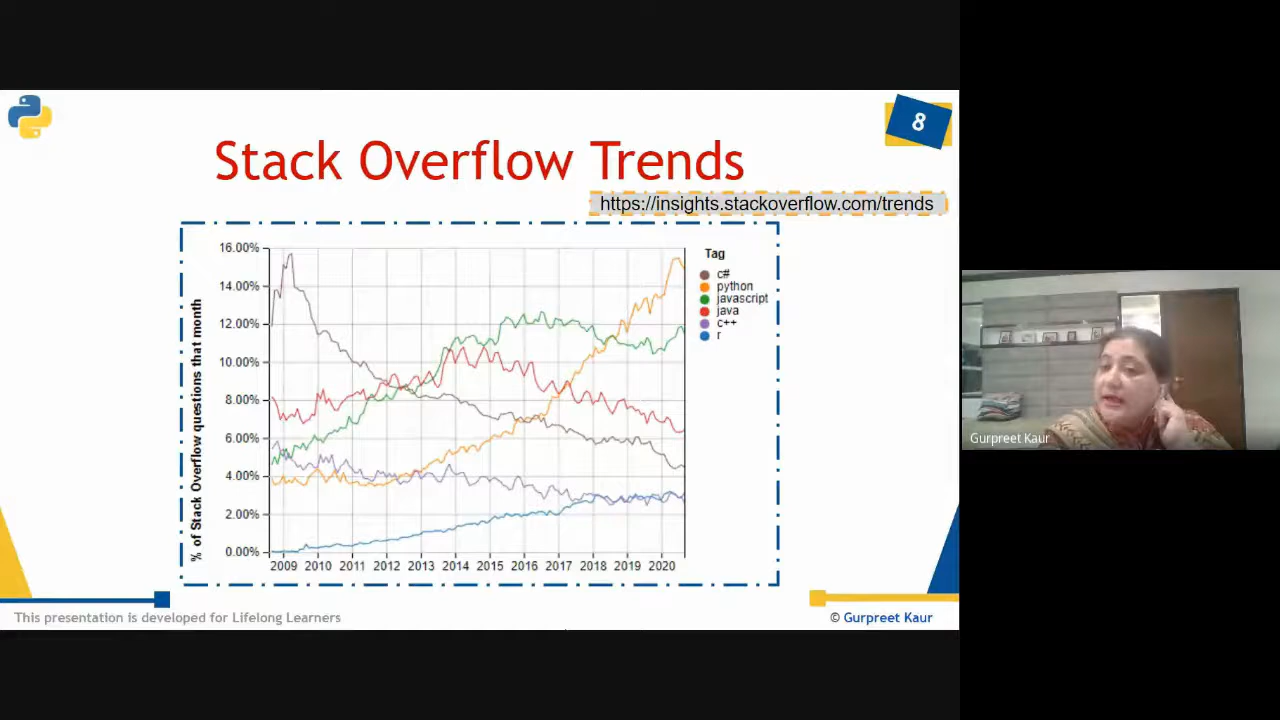 8
Stack Overflow Trends
https://insights.stackoverflow.com/trends
% of Stack Overflow questions that month
16.00%
14.00%
12.00%
10.00%
8.00%
6.00%
4.00%
2.00%
0.00%
2009 2010 2011 2012 2013 2014 2015 2016 2017 2018 2019 2020
Tag
c#
python
javascript
java
c++
r
Gurpreet Kaur
This presentation is developed for Lifelong Learners
© Gurpreet Kaur